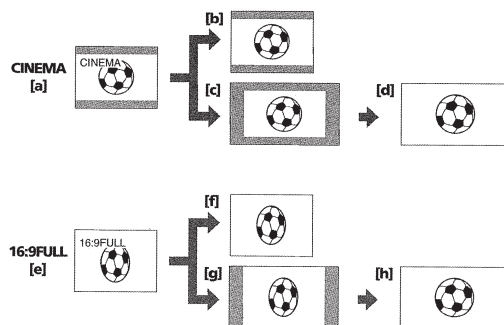 [b]
CINEMA
[a]
CINEMA
[c]
[d]
[f]
16:9FULL
[e]
16:9FULL
[g]
[h]